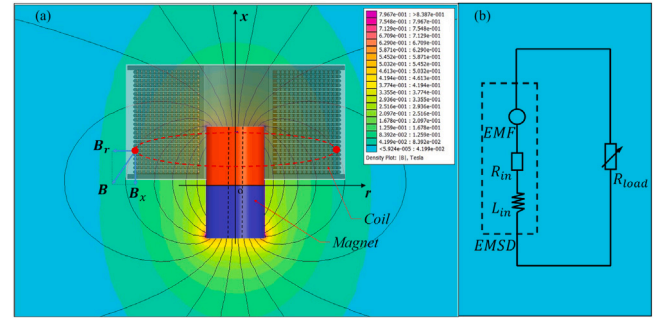 (a)
x
7.967e-001 : >8.387e-001
7.548e-001 : 7.967e-001
7.129e-001 : 7.548e-001
6.709e-001 : 7.129e-001
6.290e-001 : 6.709e-001
5.871e-001 : 6.290e-001
5.452e-001 : 5.871e-001
5.032e-001 : 5.452e-001
4.613e-001 : 5.032e-001
4.194e-001 : 4.613e-001
3.774e-001 : 4.194e-001
3.355e-001 : 3.774e-001
2.936e-001 : 3.355e-001
2.516e-001 : 2.936e-001
2.097e-001 : 2.516e-001
1.678e-001 : 2.097e-001
1.259e-001 : 1.678e-001
8.392e-002 : 1.259e-001
4.199e-002 : 8.392e-002
<5.924e-005 : 4.199e-002
Density Plot: |B|, Tesla
B_r
B
B_x
o
r
Coil
Magnet
(b)
EMF
R_in
L_in
EMSD
R_load